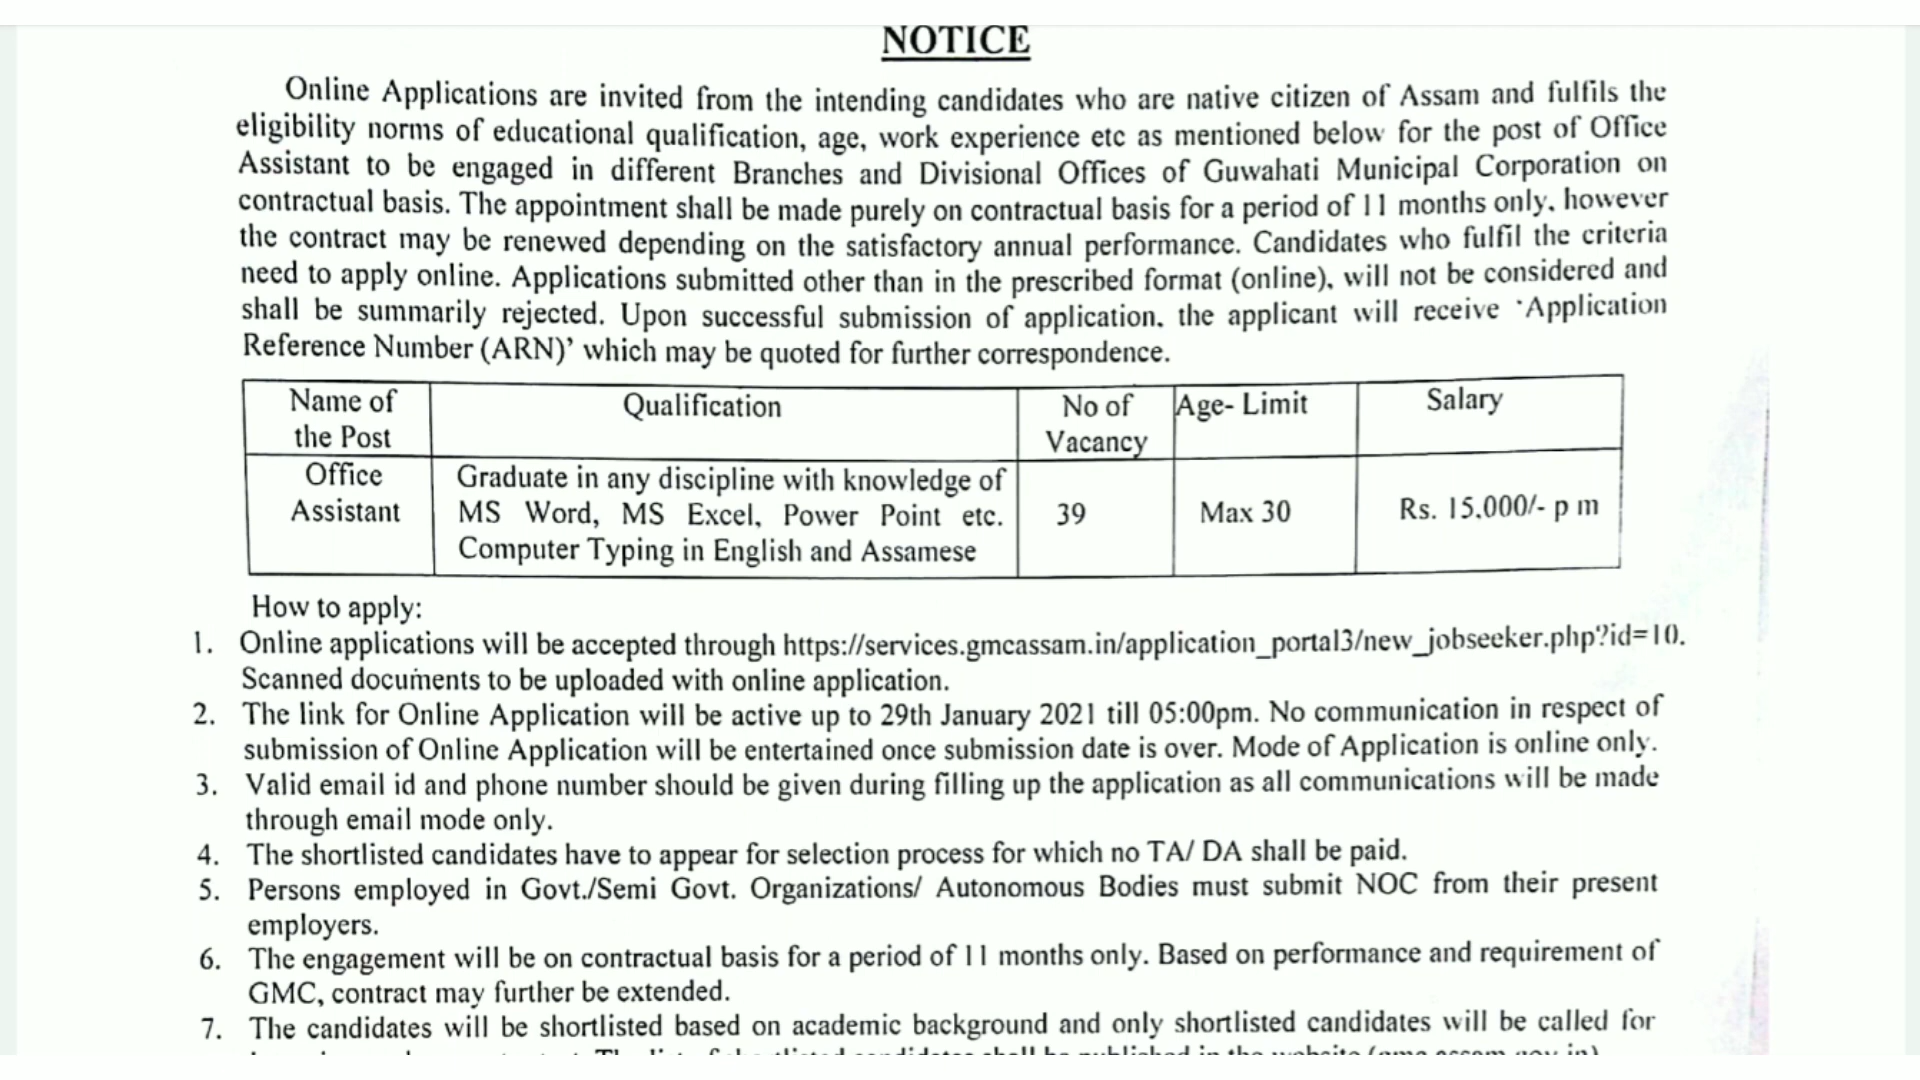 NOTICE
Online Applications are invited from the intending candidates who are native citizen of Assam and fulfils the
eligibility norms of educational qualification, age, work experience etc as mentioned below for the post of Office
Assistant to be engaged in different Branches and Divisional Offices of Guwahati Municipal Corporation on
contractual basis. The appointment shall be made purely on contractual basis for a period of 11 months only, however
the contract may be renewed depending on the satisfactory annual performance. Candidates who fulfil the criteria
need to apply online. Applications submitted other than in the prescribed format (online), will not be considered and
shall be summarily rejected. Upon successful submission of application, the applicant will receive 'Application
Reference Number (ARN)' which may be quoted for further correspondence.
Name of the Post
Qualification
No of Vacancy
Age- Limit
Salary
Office Assistant
Graduate in any discipline with knowledge of
MS Word, MS Excel, Power Point etc.
Computer Typing in English and Assamese
39
Max 30
Rs. 15,000/- p m
How to apply:
1. Online applications will be accepted through https://services.gmcassam.in/application_portal3/new_jobseeker.php?id=10.
Scanned documents to be uploaded with online application.
2. The link for Online Application will be active up to 29th January 2021 till 05:00pm. No communication in respect of
submission of Online Application will be entertained once submission date is over. Mode of Application is online only.
3. Valid email id and phone number should be given during filling up the application as all communications will be made
through email mode only.
4. The shortlisted candidates have to appear for selection process for which no TA/ DA shall be paid.
5. Persons employed in Govt./Semi Govt. Organizations/ Autonomous Bodies must submit NOC from their present
employers.
6. The engagement will be on contractual basis for a period of 11 months only. Based on performance and requirement of
GMC, contract may further be extended.
7. The candidates will be shortlisted based on academic background and only shortlisted candidates will be called for